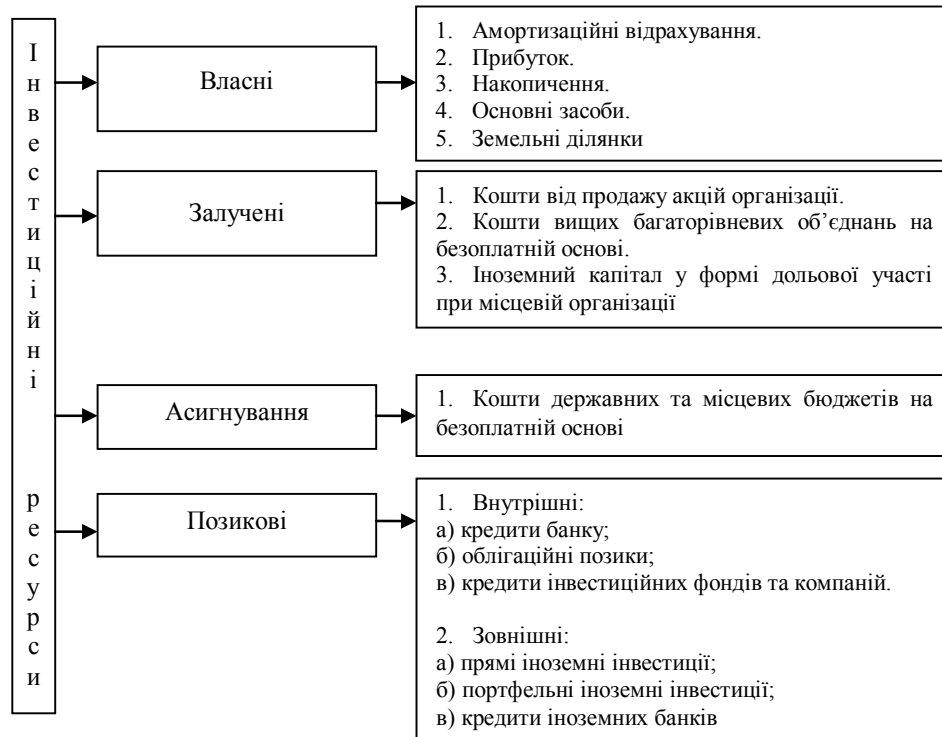 Інвестиційні ресурси
Власні
1. Амортизаційні відрахування.
2. Прибуток.
3. Накопичення.
4. Основні засоби.
5. Земельні ділянки
Залучені
1. Кошти від продажу акцій організації.
2. Кошти вищих багаторівневих об’єднань на
безоплатній основі.
3. Іноземний капітал у формі дольової участі
при місцевій організації
Асигнування
1. Кошти державних та місцевих бюджетів на
безоплатній основі
Позикові
1. Внутрішні:
а) кредити банку;
б) облігаційні позики;
в) кредити інвестиційних фондів та компаній.
2. Зовнішні:
а) прямі іноземні інвестиції;
б) портфельні іноземні інвестиції;
в) кредити іноземних банків